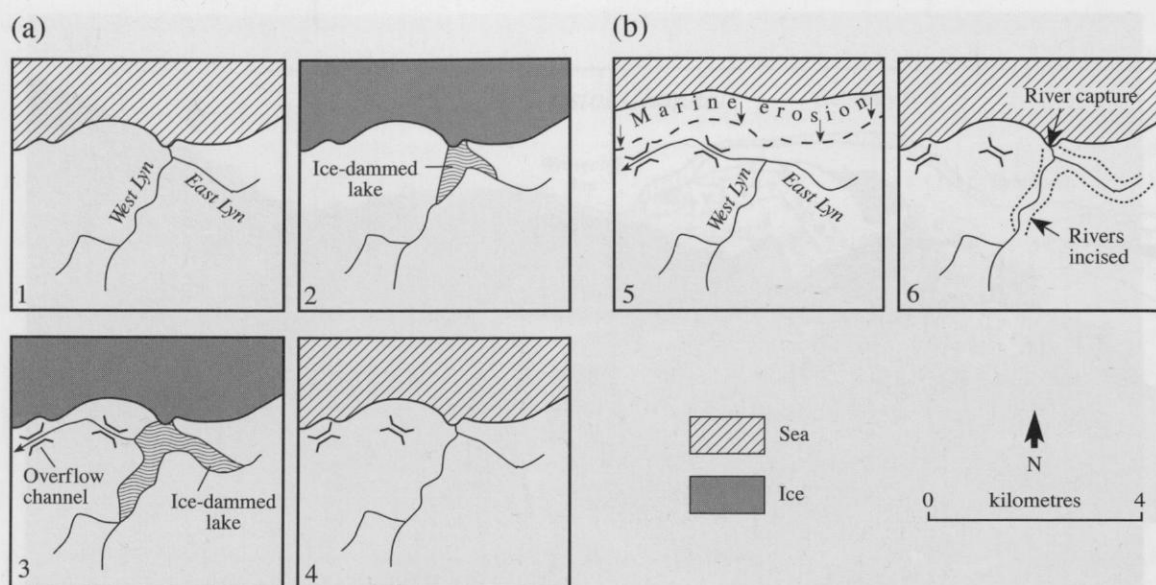 (a)
(b)
West Lyn
East Lyn
1
Ice-dammed
lake
2
Marine erosion
West Lyn
East Lyn
5
River capture
Rivers
incised
6
Overflow
channel
Ice-dammed
lake
3
4
Sea
Ice
N
0 kilometres 4